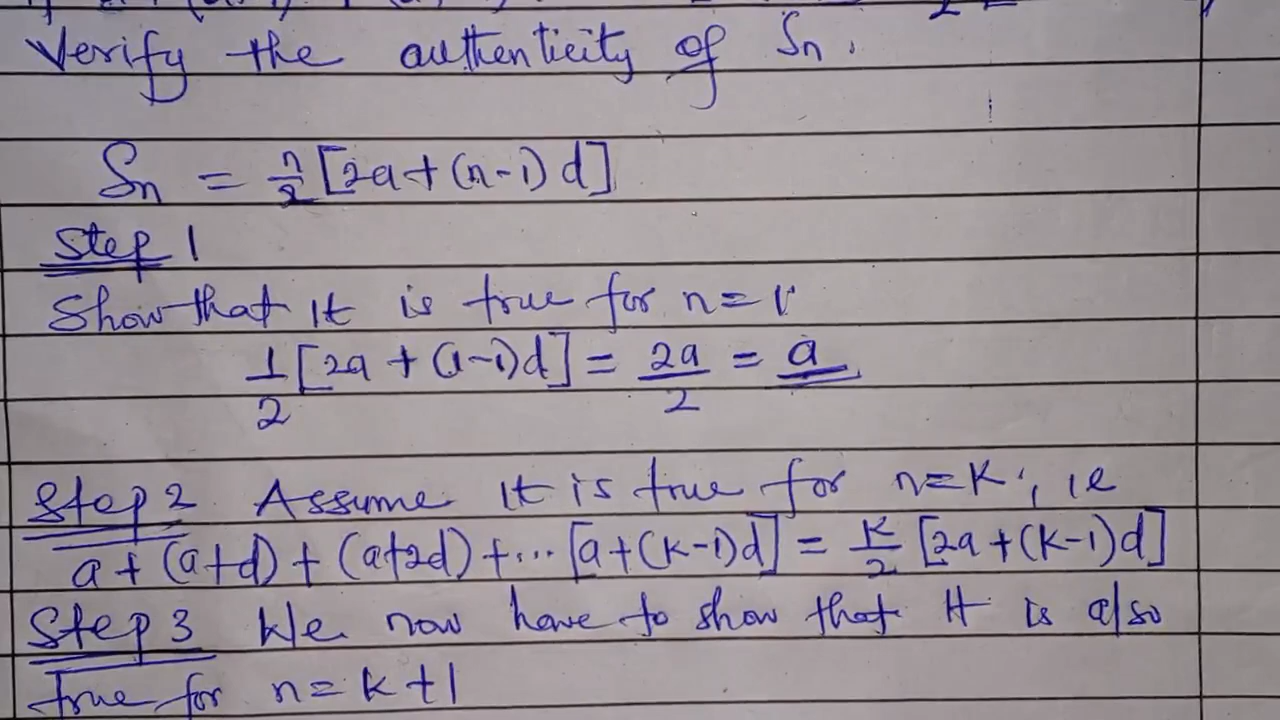 Verify the authenticity of Sn.
Sn = n/2 [2a + (n-1) d]
Step 1
Show that it is true for n = 1
1/2 [2a + (1-1)d] = 2a/2 = a
Step 2 Assume it is true for n = k, ie
a + (a+d) + (a+2d) + ... [a + (k-1)d] = k/2 [2a + (k-1)d]
Step 3 We now have to show that it is also
true for n = k + 1